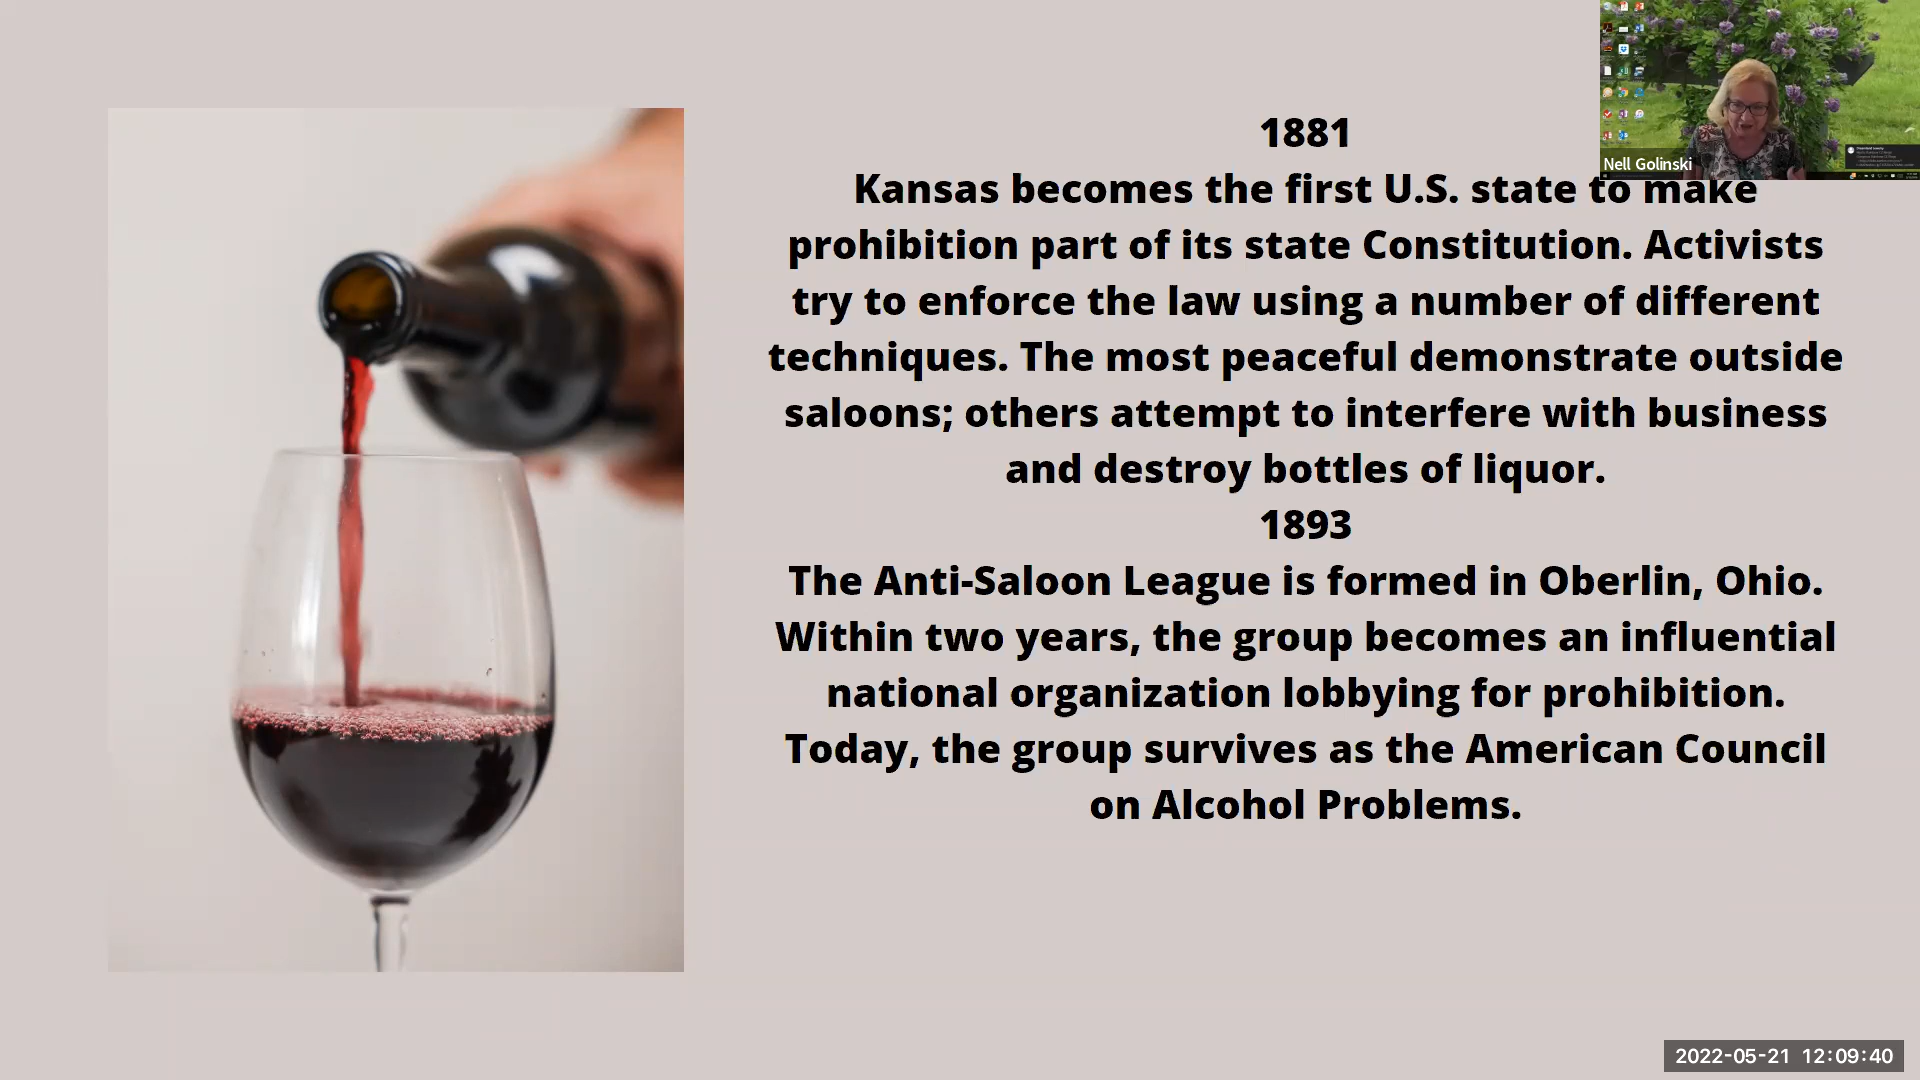 1881
Kansas becomes the first U.S. state to make
prohibition part of its state Constitution. Activists
try to enforce the law using a number of different
techniques. The most peaceful demonstrate outside
saloons; others attempt to interfere with business
and destroy bottles of liquor.
1893
The Anti-Saloon League is formed in Oberlin, Ohio.
Within two years, the group becomes an influential
national organization lobbying for prohibition.
Today, the group survives as the American Council
on Alcohol Problems.
Nell Golinski
2022-05-21 12:09:40